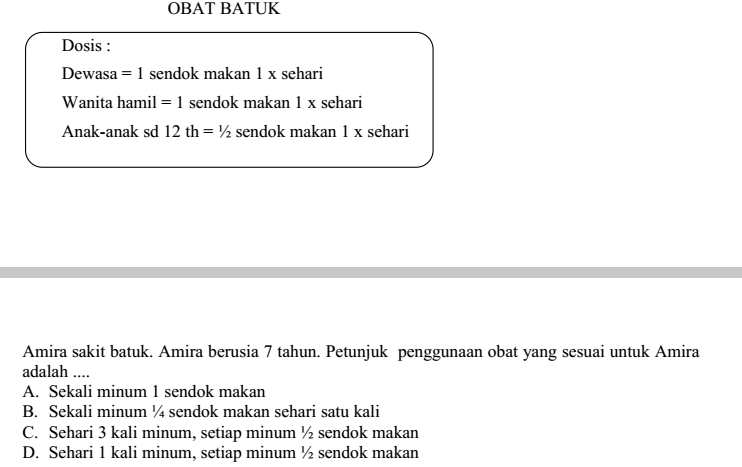 OBAT BATUK
Dosis :
Dewasa = 1 sendok makan 1 x sehari
Wanita hamil = 1 sendok makan 1 x sehari
Anak-anak sd 12 th = ½ sendok makan 1 x sehari
Amira sakit batuk. Amira berusia 7 tahun. Petunjuk penggunaan obat yang sesuai untuk Amira
adalah ....
A. Sekali minum 1 sendok makan
B. Sekali minum ¼ sendok makan sehari satu kali
C. Sehari 3 kali minum, setiap minum ½ sendok makan
D. Sehari 1 kali minum, setiap minum ½ sendok makan